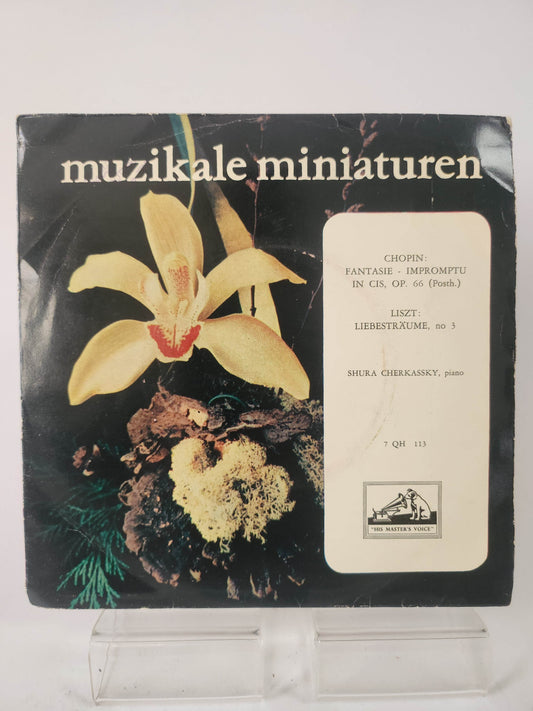 muzikale miniaturen
CHOPIN:
FANTASIE - IMPROMPTU
IN CIS, OP. 66 (Posth.)
LISZT:
LIEBESTRÄUME, no 3
SHURA CHERKASSKY, piano
7 QH 113
"HIS MASTER'S VOICE"